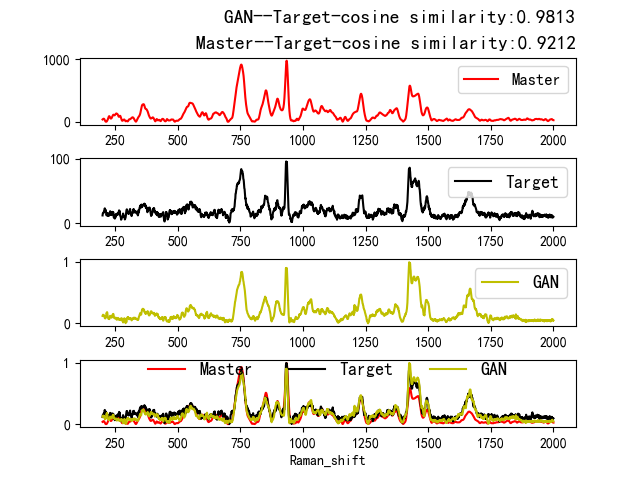 GAN--Target-cosine similarity:0.9813
Master--Target-cosine similarity:0.9212
1000
0
Master
250 500 750 1000 1250 1500 1750 2000
100
0
Target
250 500 750 1000 1250 1500 1750 2000
1
0
GAN
250 500 750 1000 1250 1500 1750 2000
1
0
Master Target GAN
250 500 750 1000 1250 1500 1750 2000
Raman_shift